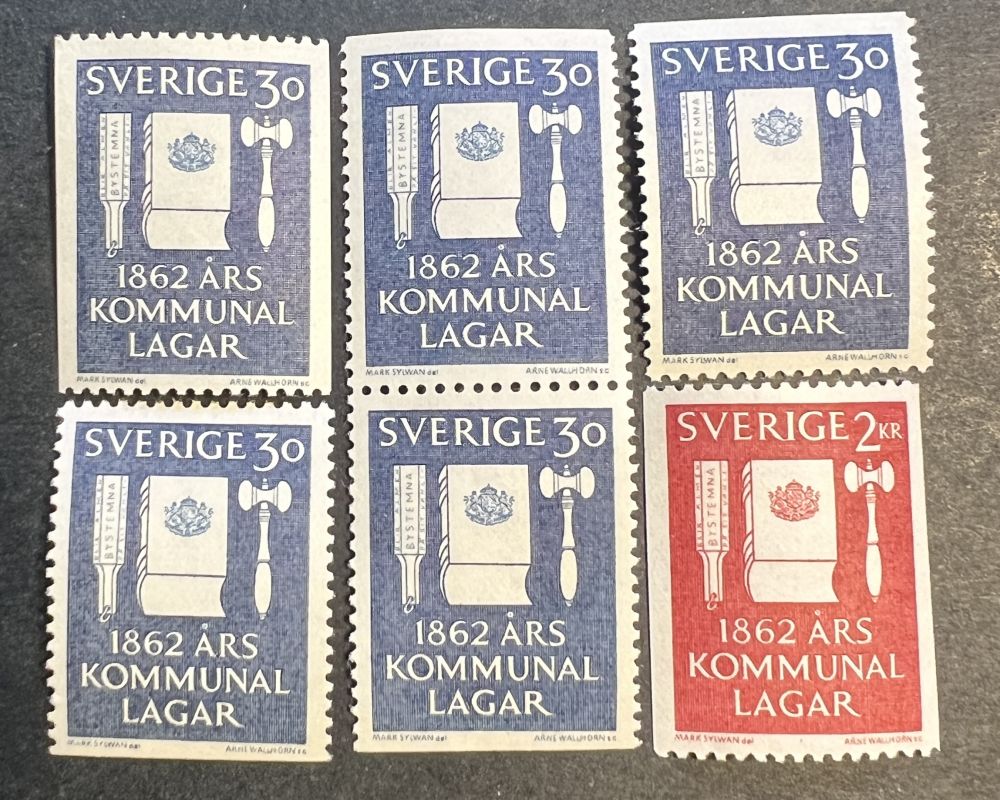 SVERIGE 30
BYSTEMNA
1862 ÅRS
KOMMUNAL
LAGAR
MARK SYLWAN del ARNE WALLHORN sc
SVERIGE 30
BYSTEMNA
1862 ÅRS
KOMMUNAL
LAGAR
MARK SYLWAN del ARNE WALLHORN sc
SVERIGE 30
BYSTEMNA
1862 ÅRS
KOMMUNAL
LAGAR
MARK SYLWAN del ARNE WALLHORN sc
SVERIGE 30
BYSTEMNA
1862 ÅRS
KOMMUNAL
LAGAR
MARK SYLWAN del ARNE WALLHORN sc
SVERIGE 30
BYSTEMNA
1862 ÅRS
KOMMUNAL
LAGAR
MARK SYLWAN del ARNE WALLHORN sc
SVERIGE 2 KR
BYSTEMNA
1862 ÅRS
KOMMUNAL
LAGAR
MARK SYLWAN del ARNE WALLHORN sc